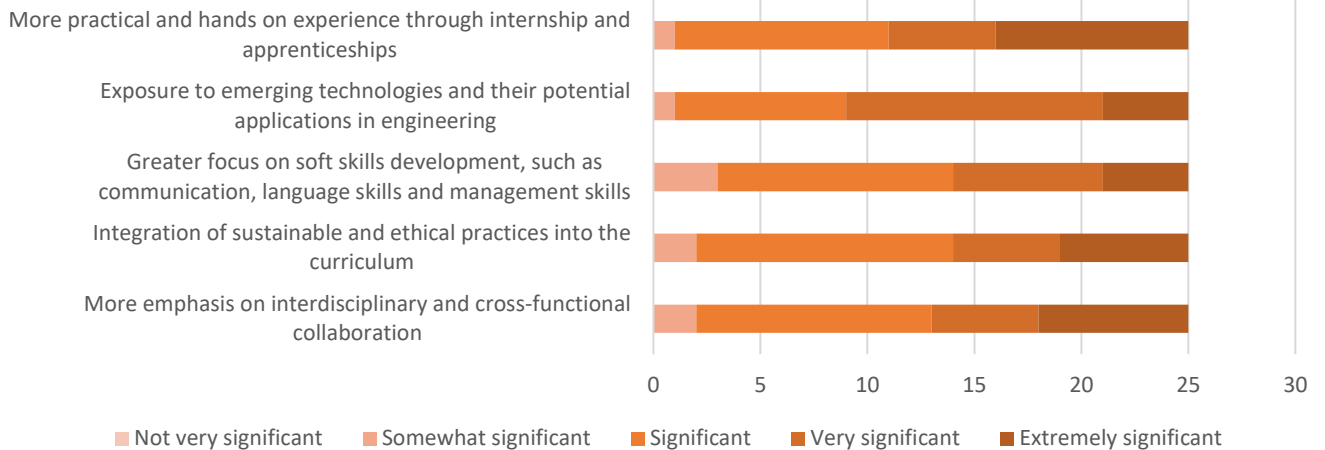 More practical and hands on experience through internship and
apprenticeships
Exposure to emerging technologies and their potential
applications in engineering
Greater focus on soft skills development, such as
communication, language skills and management skills
Integration of sustainable and ethical practices into the
curriculum
More emphasis on interdisciplinary and cross-functional
collaboration
0 5 10 15 20 25 30
Not very significant Somewhat significant Significant Very significant Extremely significant